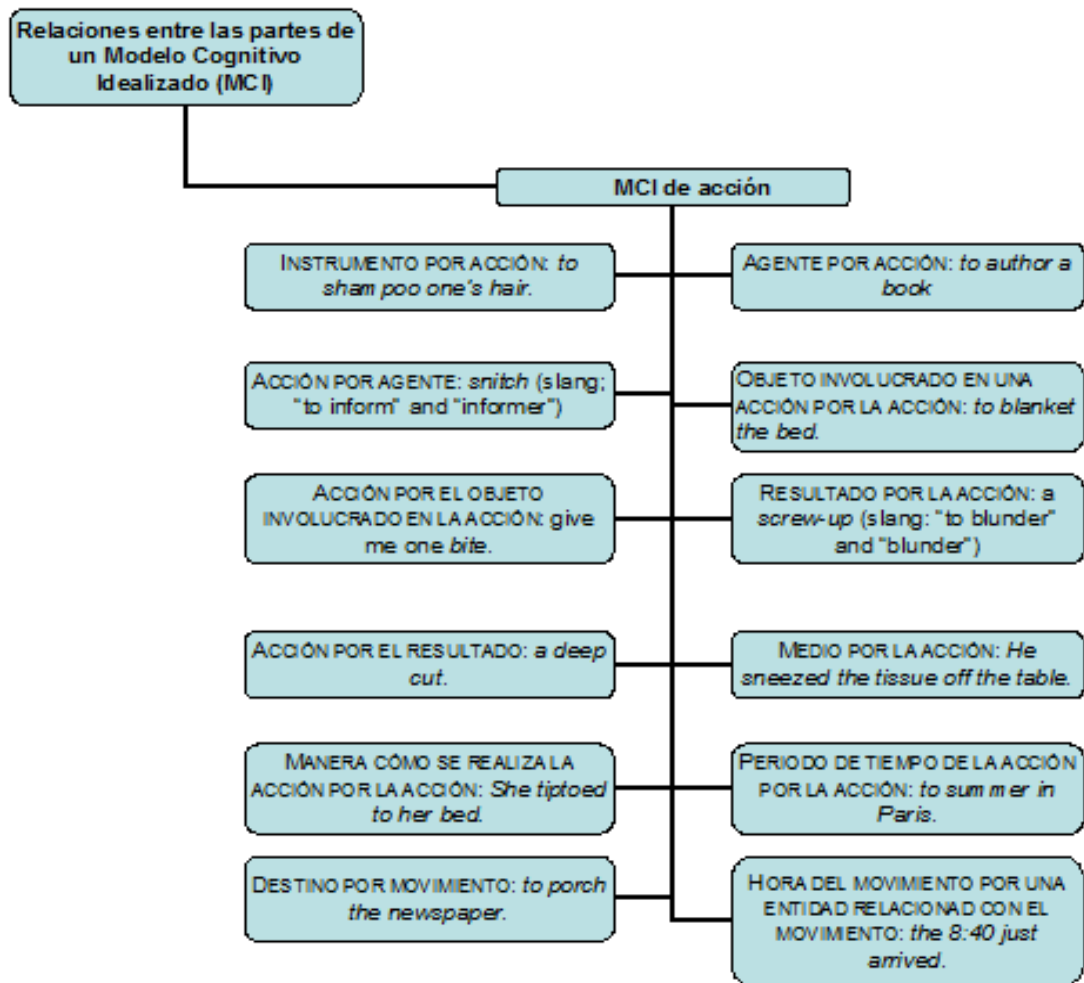 Relaciones entre las partes de
un Modelo Cognitivo
Idealizado (MCI)
MCI de acción
INSTRUMENTO POR ACCIÓN: to
shampoo one's hair.
AGENTE POR ACCIÓN: to author a
book
ACCIÓN POR AGENTE: snitch (slang;
"to inform" and "informer")
OBJETO INVOLUCRADO EN UNA
ACCIÓN POR LA ACCIÓN: to blanket
the bed.
ACCIÓN POR EL OBJETO
INVOLUCRADO EN LA ACCIÓN: give
me one bite.
RESULTADO POR LA ACCIÓN: a
screw-up (slang: "to blunder"
and "blunder")
ACCIÓN POR EL RESULTADO: a deep
cut.
MEDIO POR LA ACCIÓN: He
sneezed the tissue off the table.
MANERA CÓMO SE REALIZA LA
ACCIÓN POR LA ACCIÓN: She tiptoed
to her bed.
PERIODO DE TIEMPO DE LA ACCIÓN
POR LA ACCIÓN: to summer in
Paris.
DESTINO POR MOVIMIENTO: to porch
the newspaper.
HORA DEL MOVIMIENTO POR UNA
ENTIDAD RELACIONAD CON EL
MOVIMIENTO: the 8:40 just
arrived.